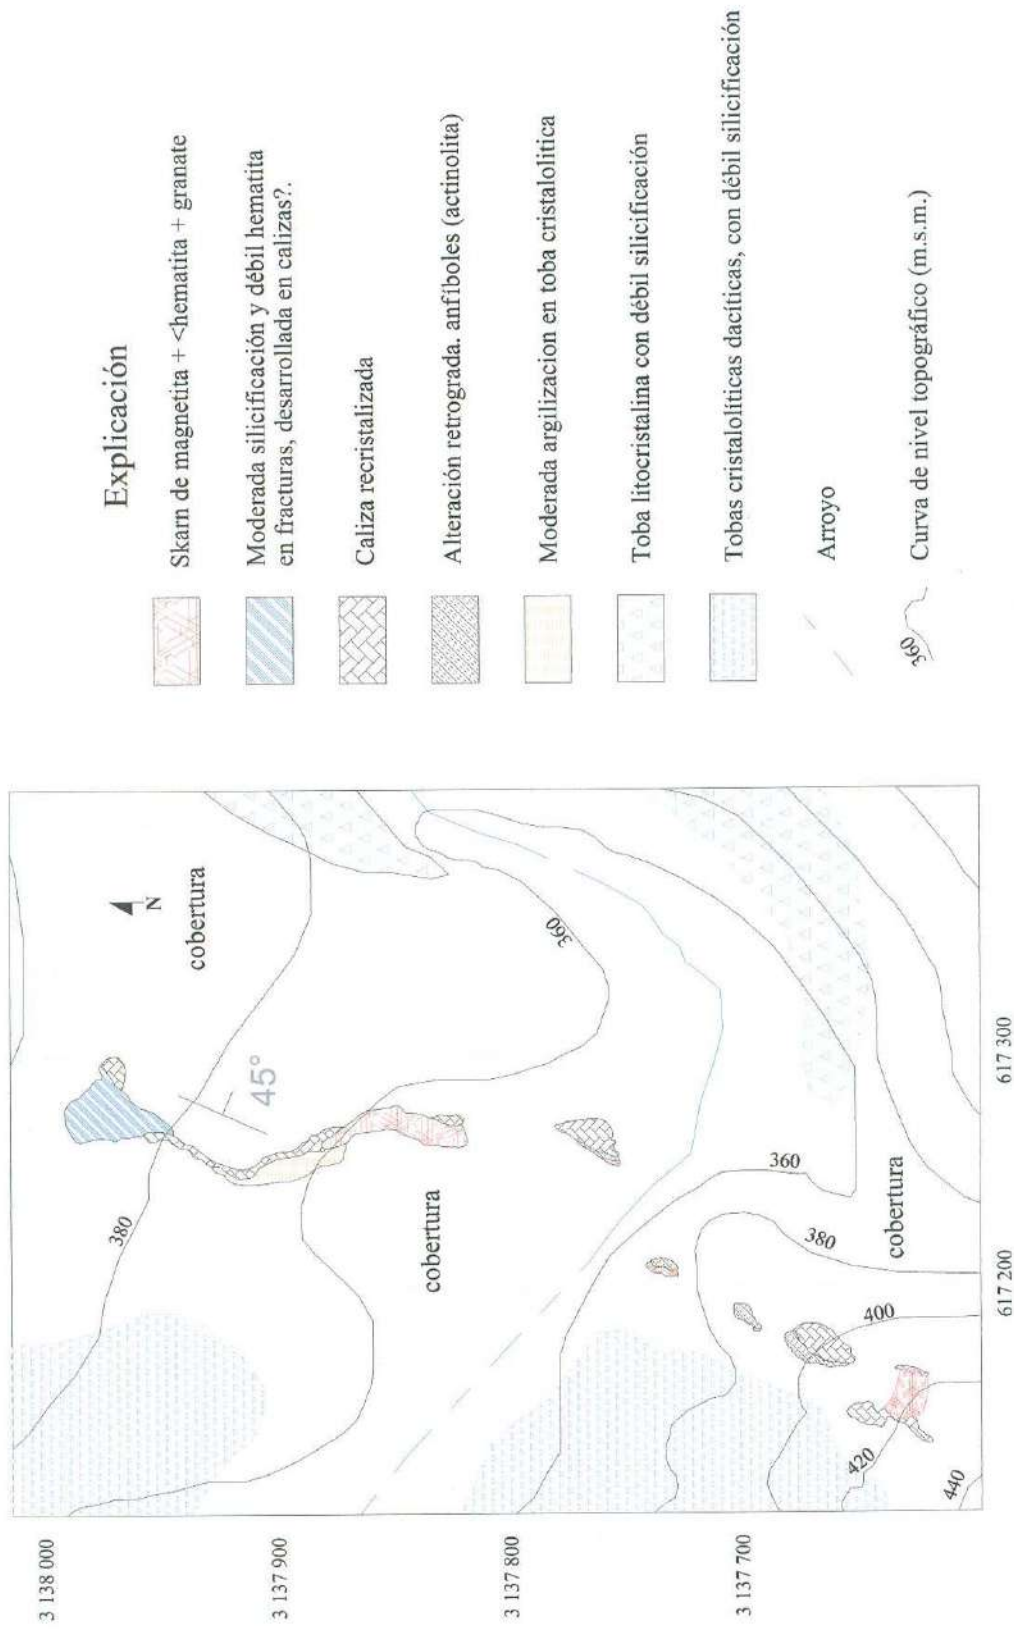 Explicación
Skarn de magnetita + <hematita + granate
Moderada silicificación y débil hematita
en fracturas, desarrollada en calizas?.
Caliza recristalizada
Alteración retrograda. anfíboles (actinolita)
Moderada argilizacion en toba cristalolitica
Toba litocristalina con débil silicificación
Tobas cristalolíticas dacíticas, con débil silicificación
Arroyo
360
Curva de nivel topográfico (m.s.m.)
N
cobertura
45°
380
360
cobertura
360
380
cobertura
400
420
440
3 138 000
3 137 900
3 137 800
3 137 700
617 200
617 300